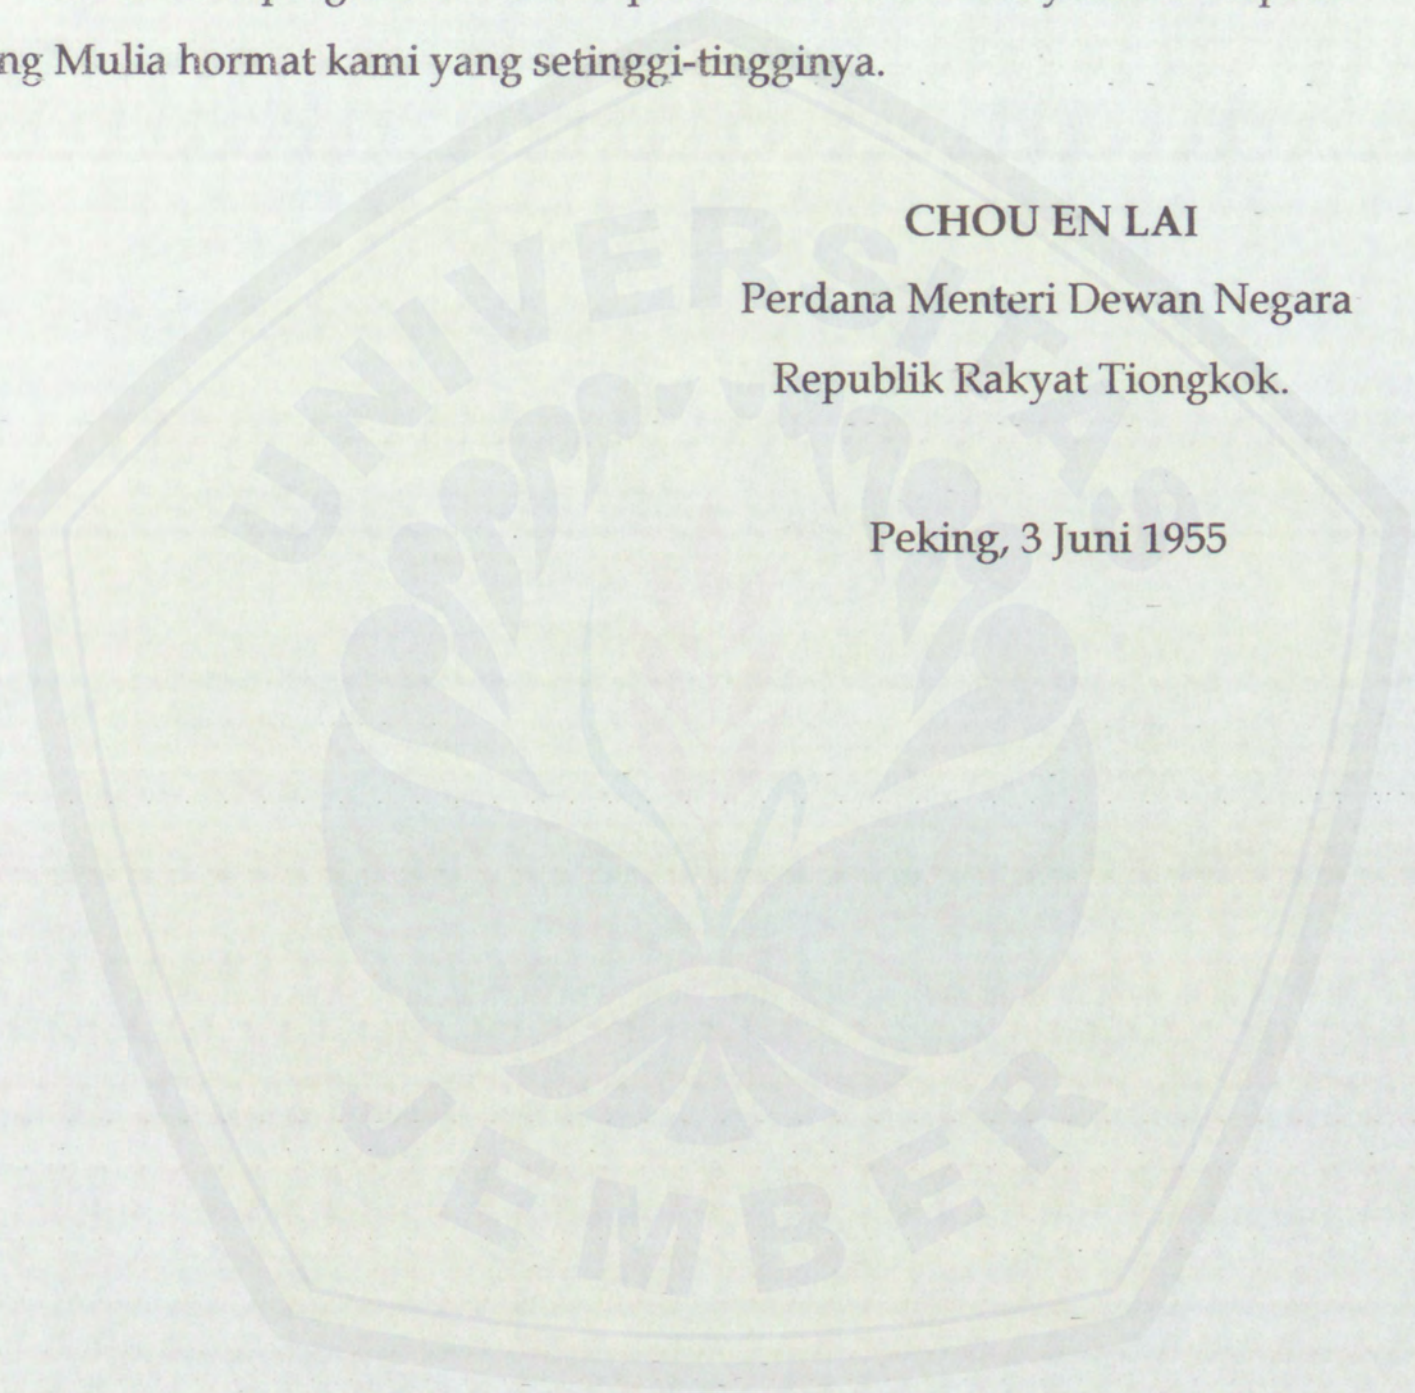 Mulia hormat kami yang setinggi-tingginya.
CHOU EN LAI
Perdana Menteri Dewan Negara
Republik Rakyat Tiongkok.
Peking, 3 Juni 1955
UNIVERSITAS
JEMBER